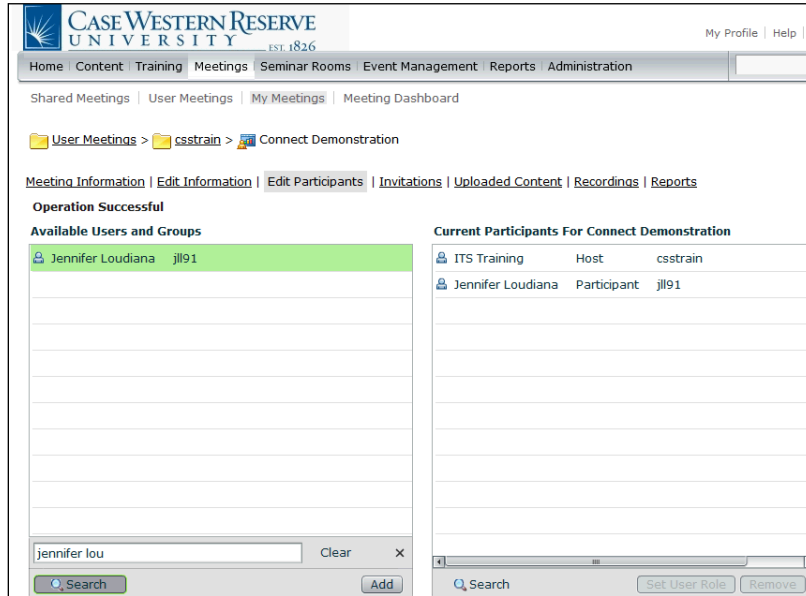 CASE WESTERN RESERVE
UNIVERSITY EST. 1826
My Profile | Help |
Home Content Training Meetings Seminar Rooms Event Management Reports Administration
Shared Meetings | User Meetings | My Meetings | Meeting Dashboard
User Meetings > csstrain > Connect Demonstration
Meeting Information | Edit Information | Edit Participants | Invitations | Uploaded Content | Recordings | Reports
Operation Successful
Available Users and Groups
Jennifer Loudiana jll91
jennifer lou Clear X
Search Add
Current Participants For Connect Demonstration
ITS Training Host csstrain
Jennifer Loudiana Participant jll91
Search Set User Role Remove